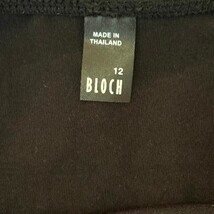 MADE IN
THAILAND
12
BLOCH